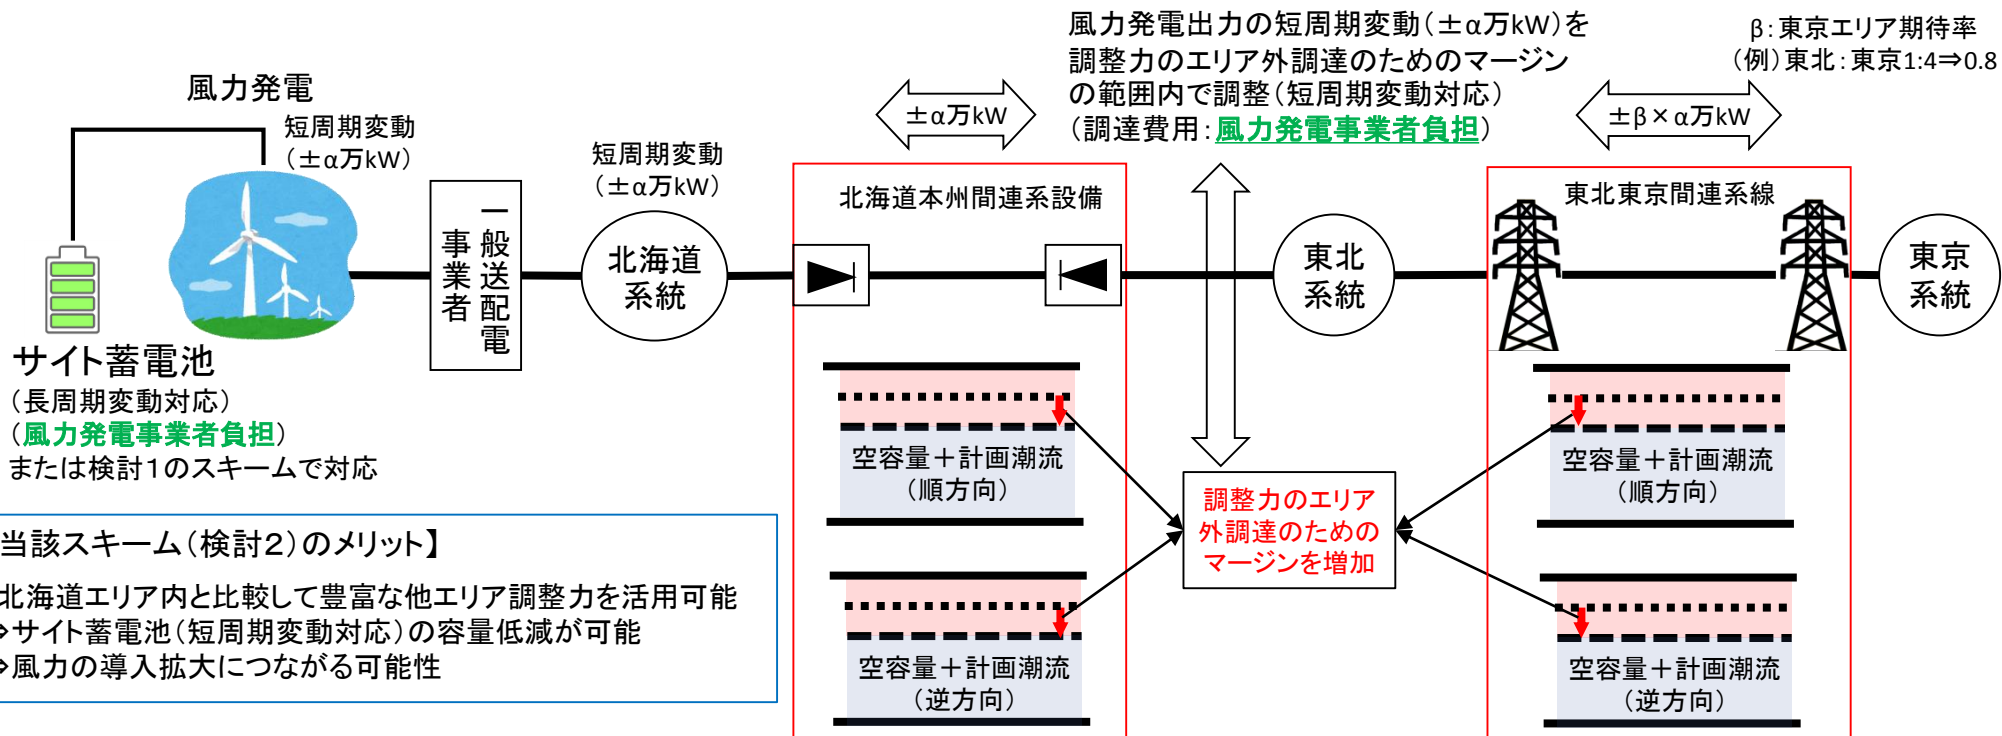 風力発電出力の短周期変動（±α万kW）を
調整力のエリア外調達のためのマージン
の範囲内で調整（短周期変動対応）
（調達費用：風力発電事業者負担）
β：東京エリア期待率
（例）東北：東京1:4⇒0.8
風力発電
短周期変動
（±α万kW）
短周期変動
（±α万kW）
±α万kW
±β×α万kW
北海道本州間連系設備
東北東京間連系線
一般送配電
事業者
北海道
系統
東北
系統
東京
系統
サイト蓄電池
（長周期変動対応）
（風力発電事業者負担）
または検討１のスキームで対応
空容量＋計画潮流
（順方向）
空容量＋計画潮流
（逆方向）
調整力のエリア
外調達のための
マージンを増加
空容量＋計画潮流
（順方向）
空容量＋計画潮流
（逆方向）
当該スキーム（検討２）のメリット】
北海道エリア内と比較して豊富な他エリア調整力を活用可能
⇒サイト蓄電池（短周期変動対応）の容量低減が可能
⇒風力の導入拡大につながる可能性